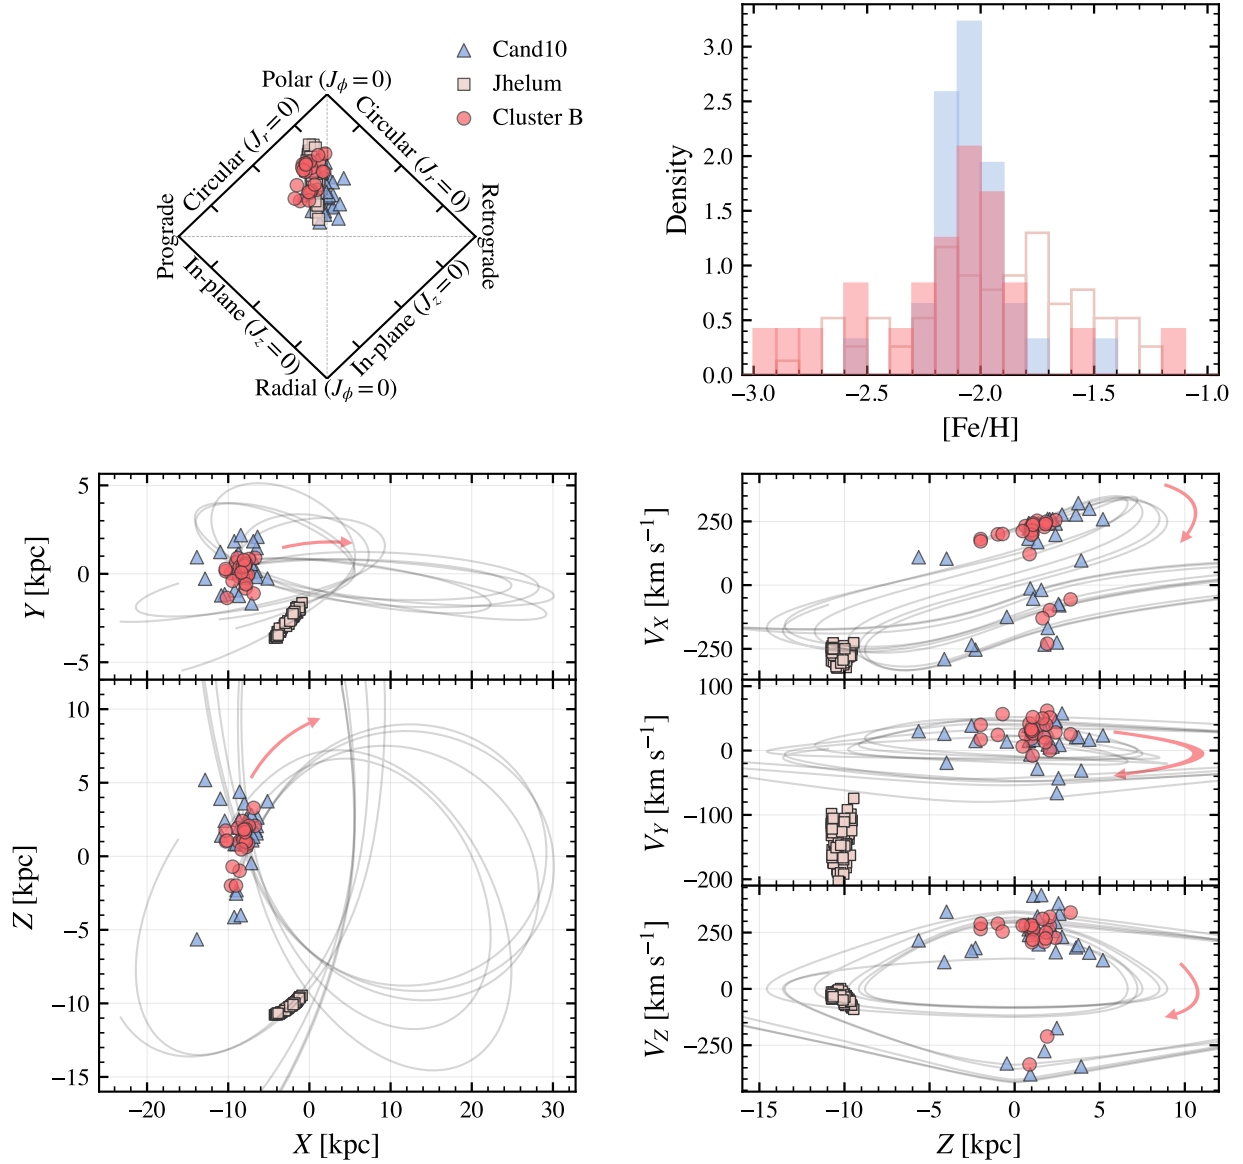 Cand10
Jhelum
Cluster B
Polar (J_ϕ = 0)
Circular (J_r = 0)
Circular (J_r = 0)
Prograde
Retrograde
In-plane (J_z = 0)
In-plane (J_z = 0)
Radial (J_ϕ = 0)
3.0
2.5
2.0
1.5
1.0
0.5
0.0
Density
−3.0 −2.5 −2.0 −1.5 −1.0
[Fe/H]
5
0
−5
Y [kpc]
10
5
0
−5
−10
−15
Z [kpc]
−20 −10 0 10 20 30
X [kpc]
250
0
−250
V_X [km s⁻¹]
100
0
−100
−200
V_Y [km s⁻¹]
250
0
−250
V_Z [km s⁻¹]
−15 −10 −5 0 5 10
Z [kpc]